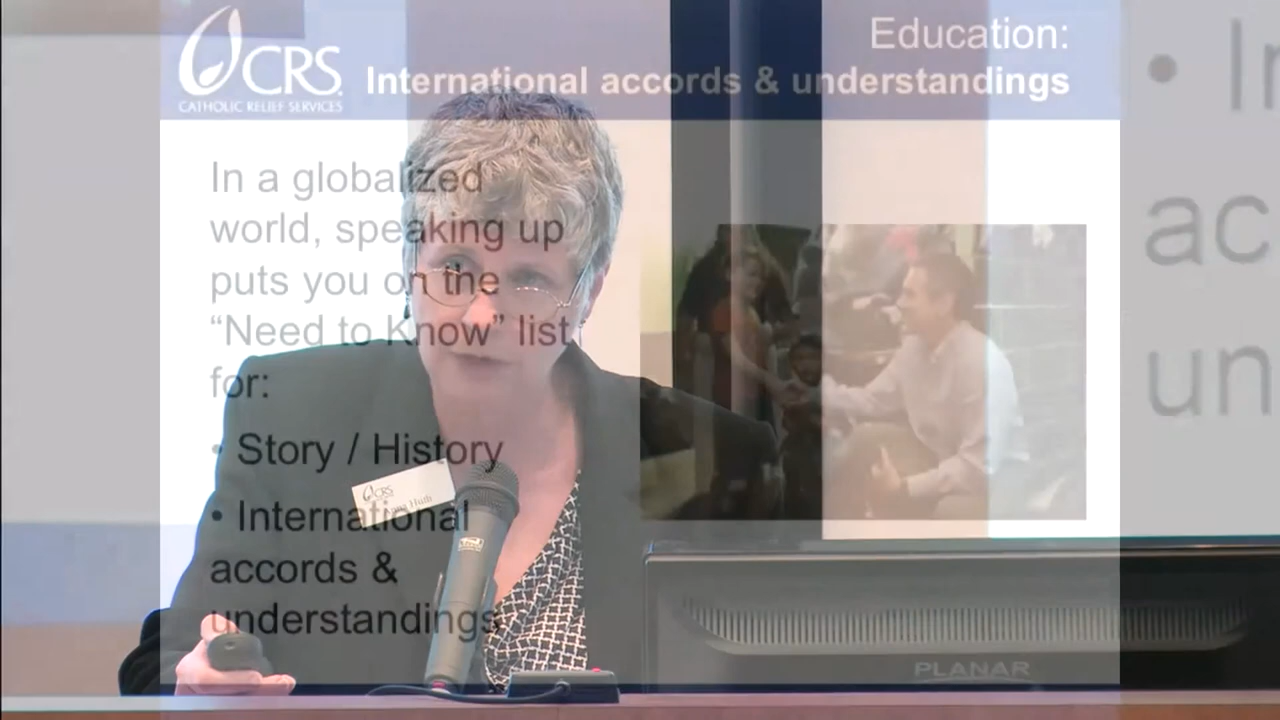 CRS
CATHOLIC RELIEF SERVICES
Education:
International accords & understandings
In a globalized
world, speaking up
puts you on the
“Need to Know” list
for:
• Story / History
• International
accords &
understandings
CRS
Huth
PLANAR
•
ac
un